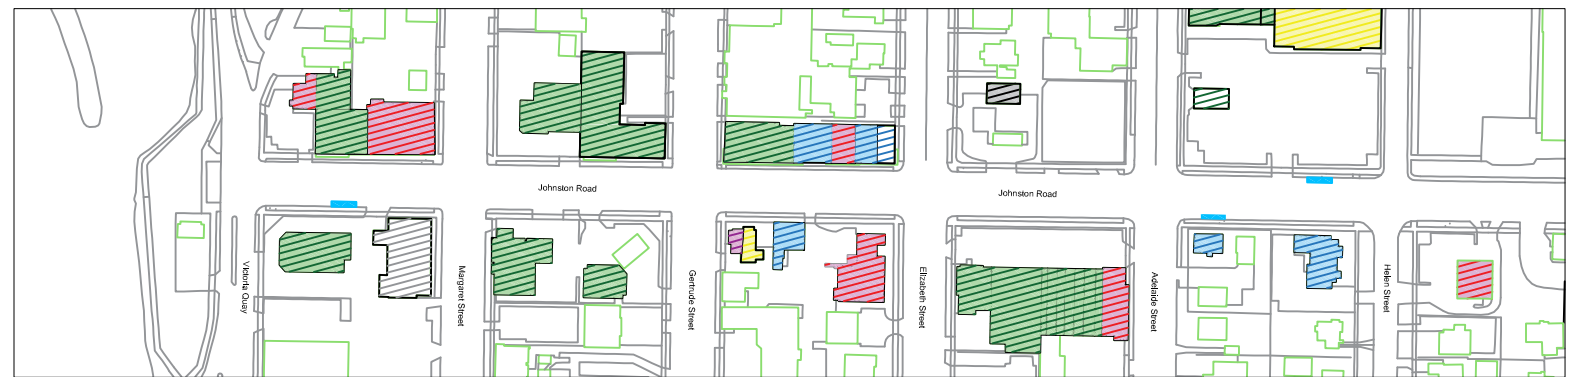 Johnston Road
Johnston Road
Victoria Quay
Margaret Street
Gertrude Street
Elizabeth Street
Adelaide Street
Helen Street